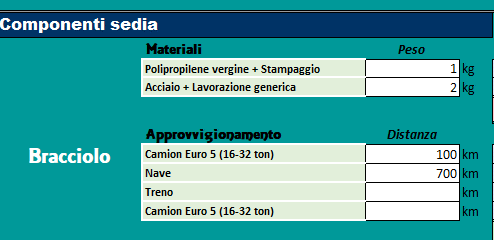 Componenti sedia
Materiali Peso
Polipropilene vergine + Stampaggio 1 kg
Acciaio + Lavorazione generica 2 kg
Approvvigionamento Distanza
Bracciolo
Camion Euro 5 (16-32 ton) 100 km
Nave 700 km
Treno km
Camion Euro 5 (16-32 ton) km